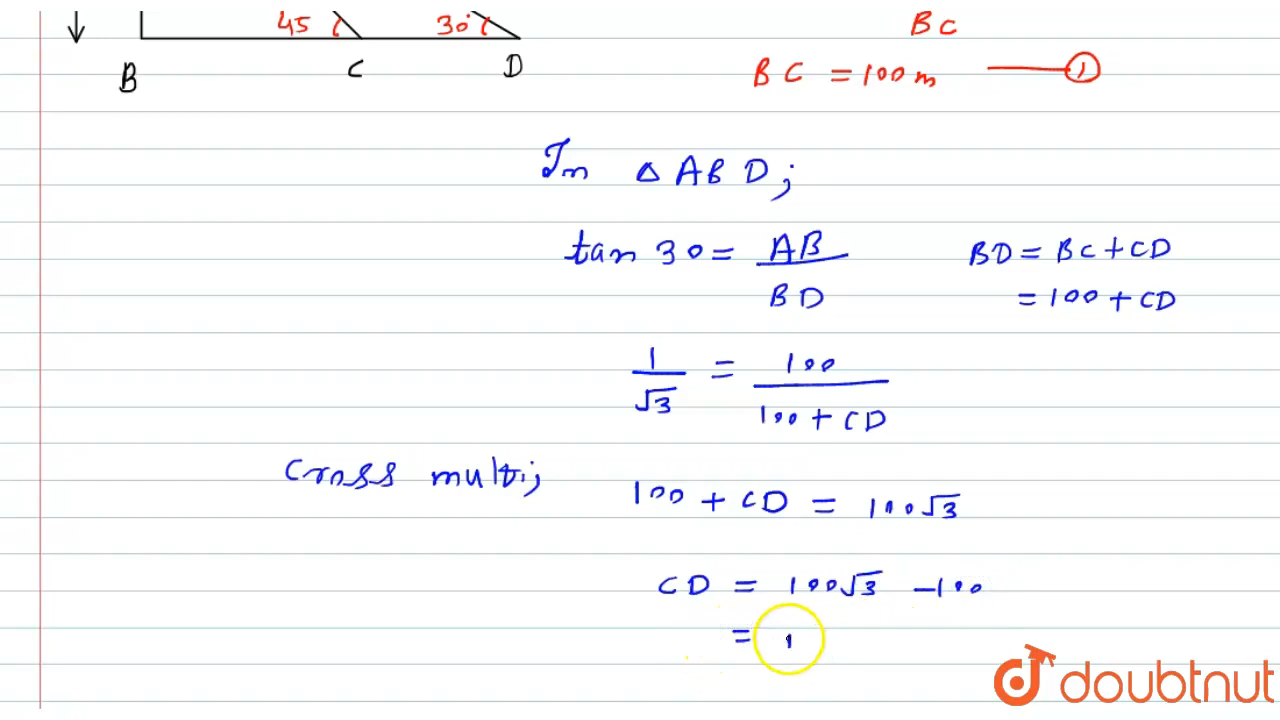 45 30°
BC
B C D
BC = 100 m ① 
In △ ABD;
tan 30 = AB / BD BD = BC + CD
= 100 + CD
1 / √3 = 100 / 100 + CD
Cross multi;
100 + CD = 100√3
CD = 100√3 - 100
= 1
doubtnut